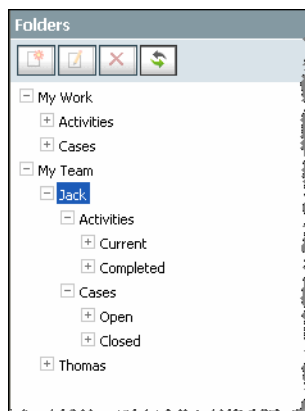 Folders
My Work
Activities
Cases
My Team
Jack
Activities
Current
Completed
Cases
Open
Closed
Thomas